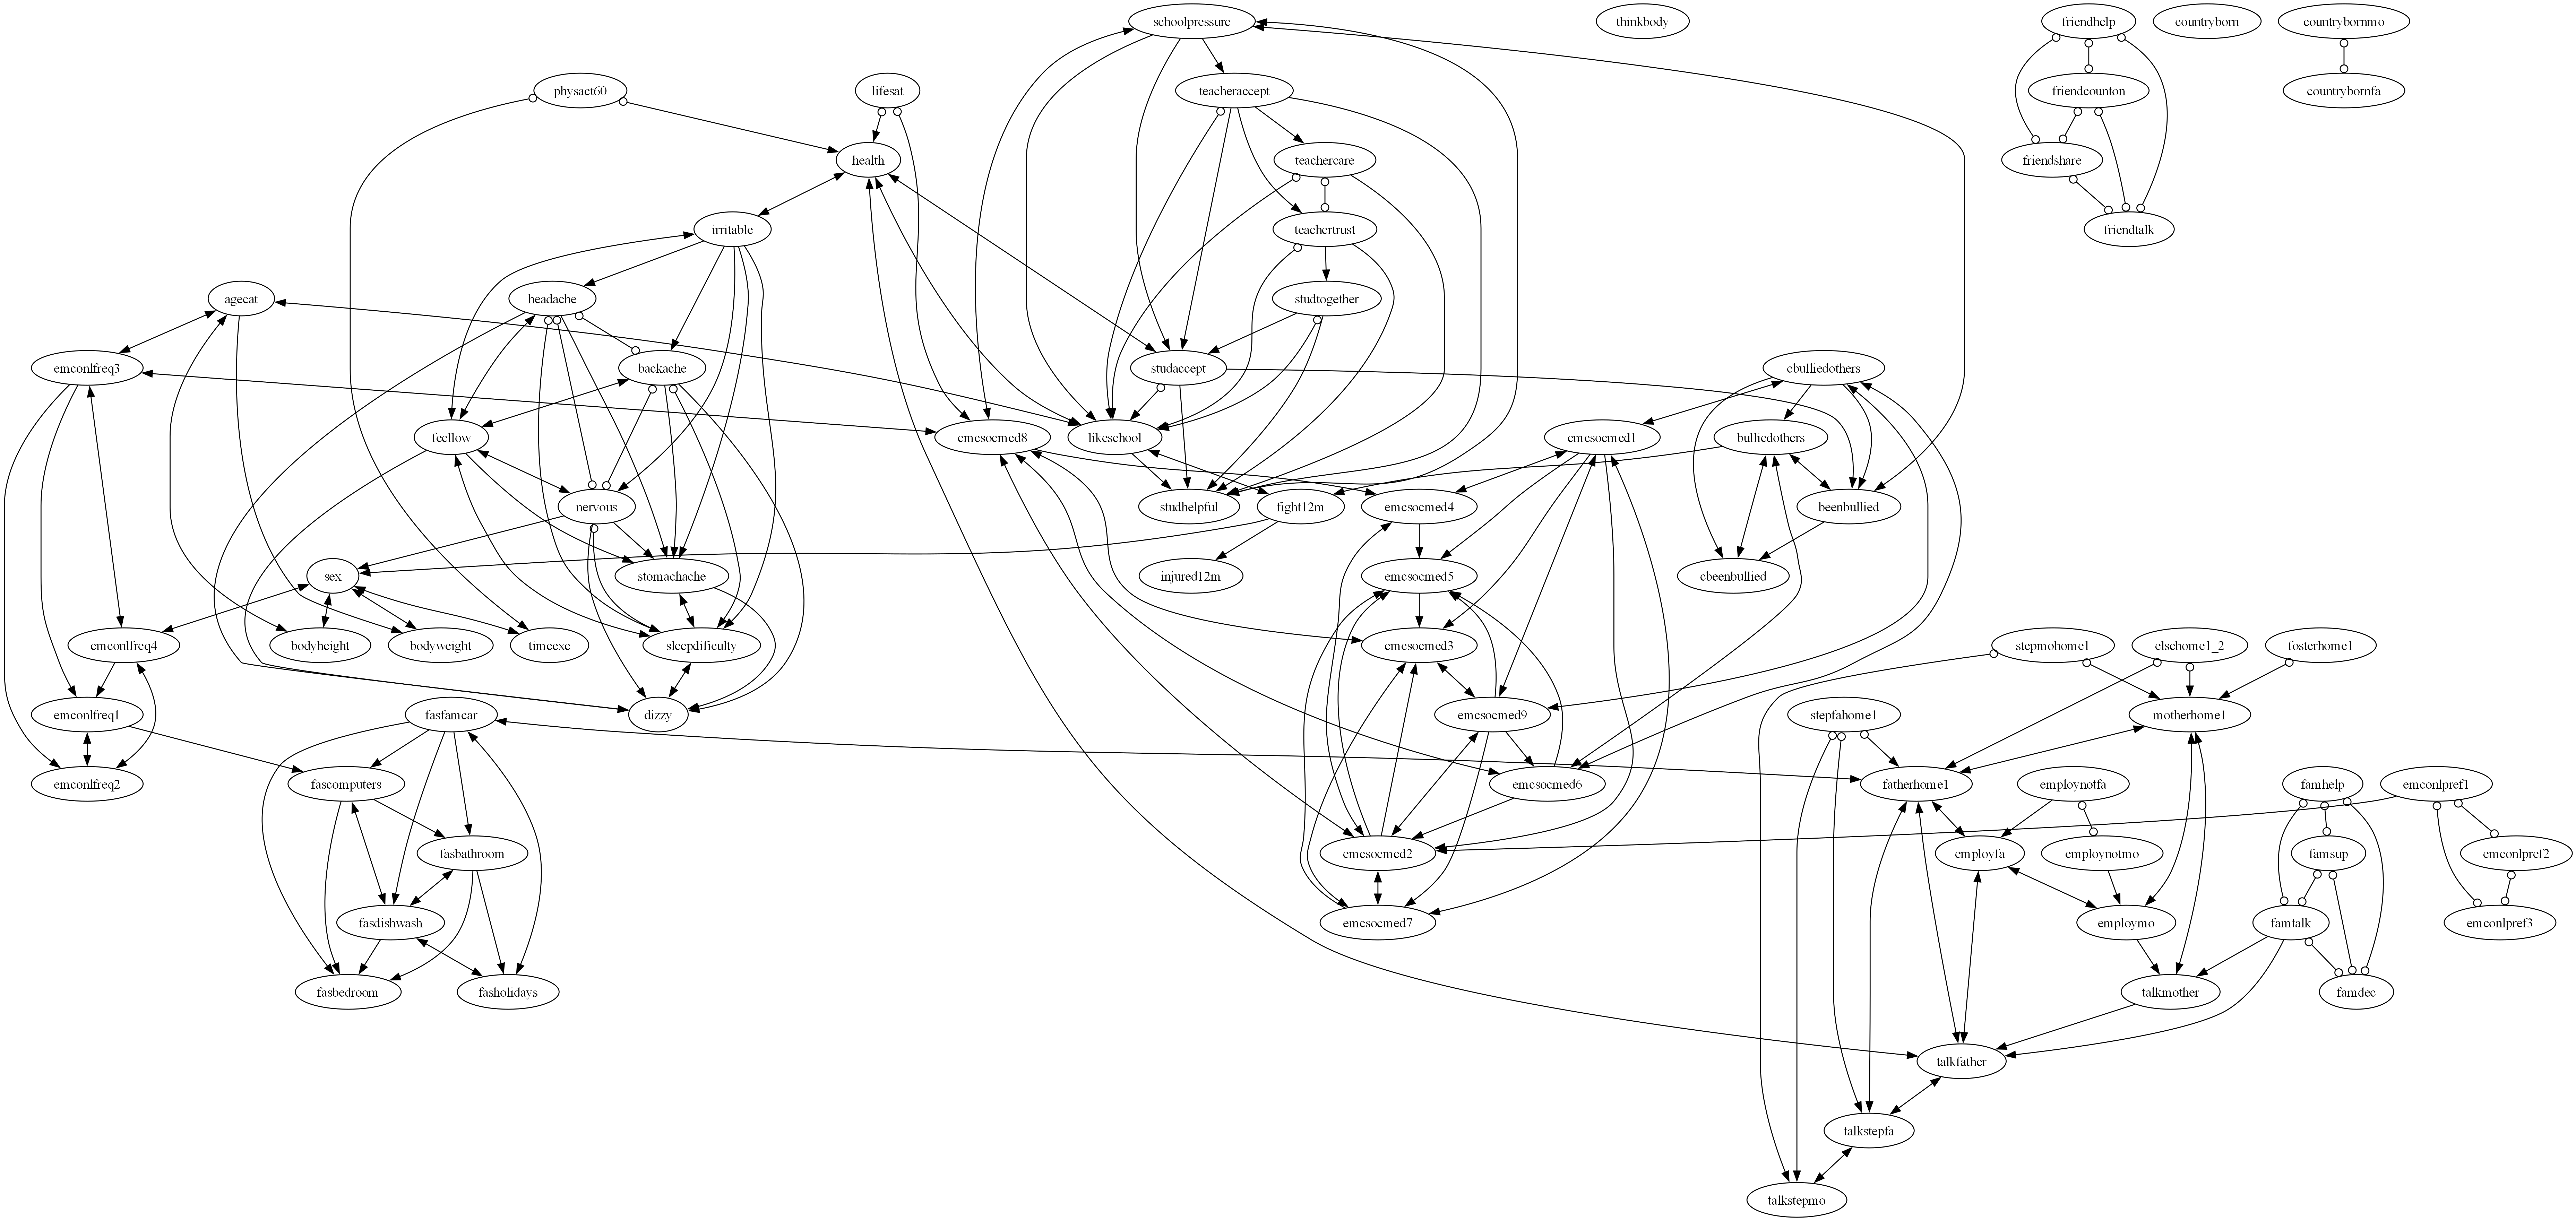 schoolpressure
thinkbody
friendhelp
countryborn
countrybornmo
physact60
lifesat
teacheraccept
friendcounton
countrybornfa
health
teachercare
friendshare
irritable
teachertrust
friendtalk
agecat
headache
studtogether
emconlfreq3
backache
studaccept
cbulliedothers
feellow
emcsocmed8
likeschool
emcsocmed1
bulliedothers
nervous
studhelpful
fight12m
emcsocmed4
beenbullied
sex
stomachache
injured12m
emcsocmed5
cbeenbullied
emconlfreq4
bodyheight
bodyweight
timeexe
sleepdificulty
emcsocmed3
stepmohome1
elsehome1_2
fosterhome1
emconlfreq1
fasfamcar
dizzy
emcsocmed9
stepfahome1
motherhome1
emconlfreq2
fascomputers
emcsocmed6
fatherhome1
employnotfa
famhelp
emconlpref1
fasbathroom
emcsocmed2
employfa
employnotmo
famsup
emconlpref2
fasdishwash
emcsocmed7
employmo
famtalk
emconlpref3
fasbedroom
fasholidays
talkmother
famdec
talkfather
talkstepfa
talkstepmo